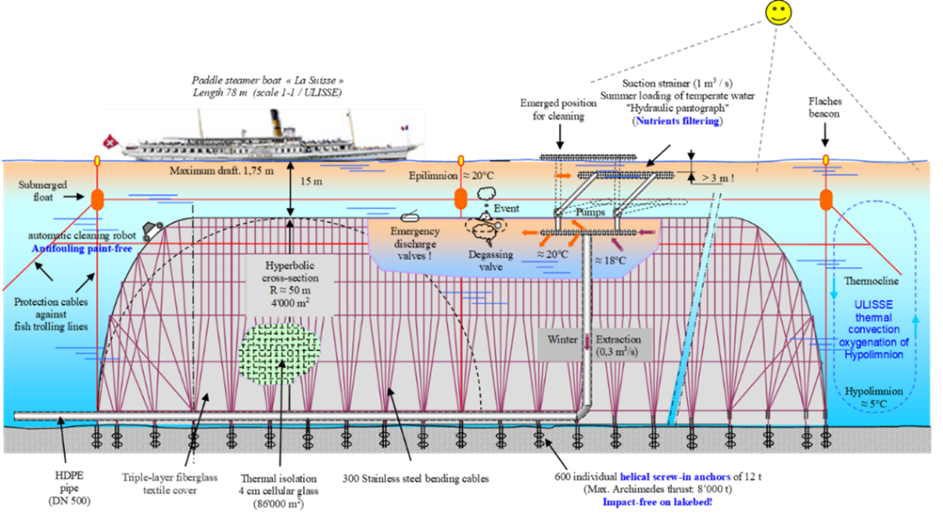 Paddle steamer boat « La Suisse »
Length 78 m (scale 1-1 / ULISSE)
Suction strainer (1 m³ / s)
Summer loading of temperate water
"Hydraulic pantograph"
(Nutrients filtering)
Emerged position
for cleaning
Flaches
beacon
Maximum draft. 1,75 m
15 m
Epilimnion ≈ 20°C
> 3 m !
Submerged
float
Event
Pumps
automatic cleaning robot
Antifouling paint-free
Emergency
discharge
valves !
Degassing
valve
≈ 20°C
≈ 18°C
Hyperbolic
cross-section
R ≈ 50 m
4'000 m²
Thermocline
Protection cables
against
fish trolling lines
ULISSE
thermal
convection
oxygenation of
Hypolimnion
Winter
Extraction
(0,3 m³/s)
Hypolimnion
≈ 5°C
HDPE
pipe
(DN 500)
Triple-layer fiberglass
textile cover
Thermal isolation
4 cm cellular glass
(86'000 m²)
300 Stainless steel bending cables
600 individual helical screw-in anchors of 12 t
(Max. Archimedes thrust: 8'000 t)
Impact-free on lakebed!